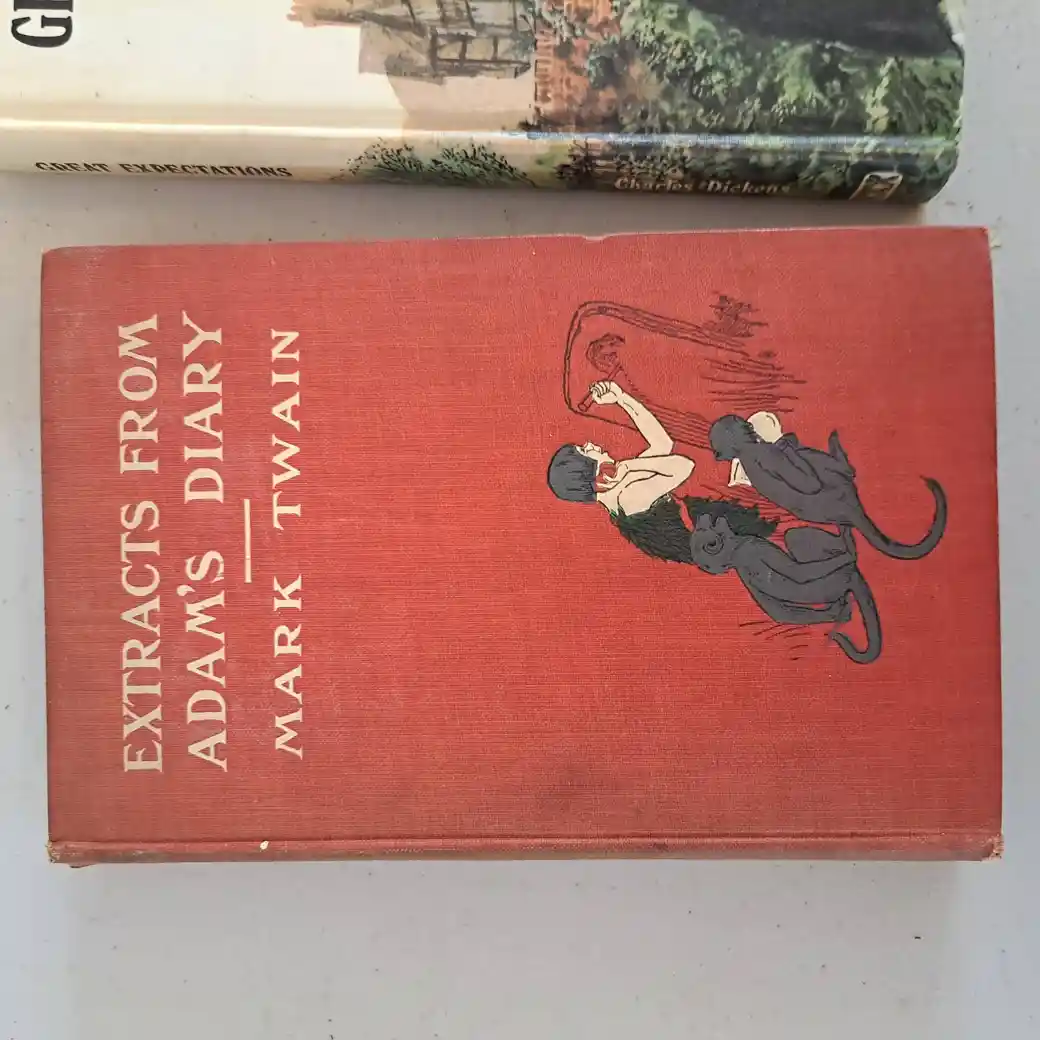 GREAT EXPECTATIONS
Charles Dickens
EXTRACTS FROM
ADAM'S DIARY
MARK TWAIN